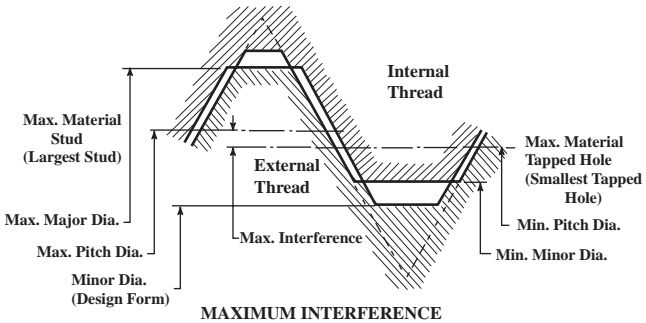 Internal
Thread
Max. Material
Stud
(Largest Stud)
Max. Material
Tapped Hole
(Smallest Tapped
Hole)
External
Thread
Max. Major Dia.
Min. Pitch Dia.
Max. Interference
Max. Pitch Dia.
Min. Minor Dia.
Minor Dia.
(Design Form)
MAXIMUM INTERFERENCE